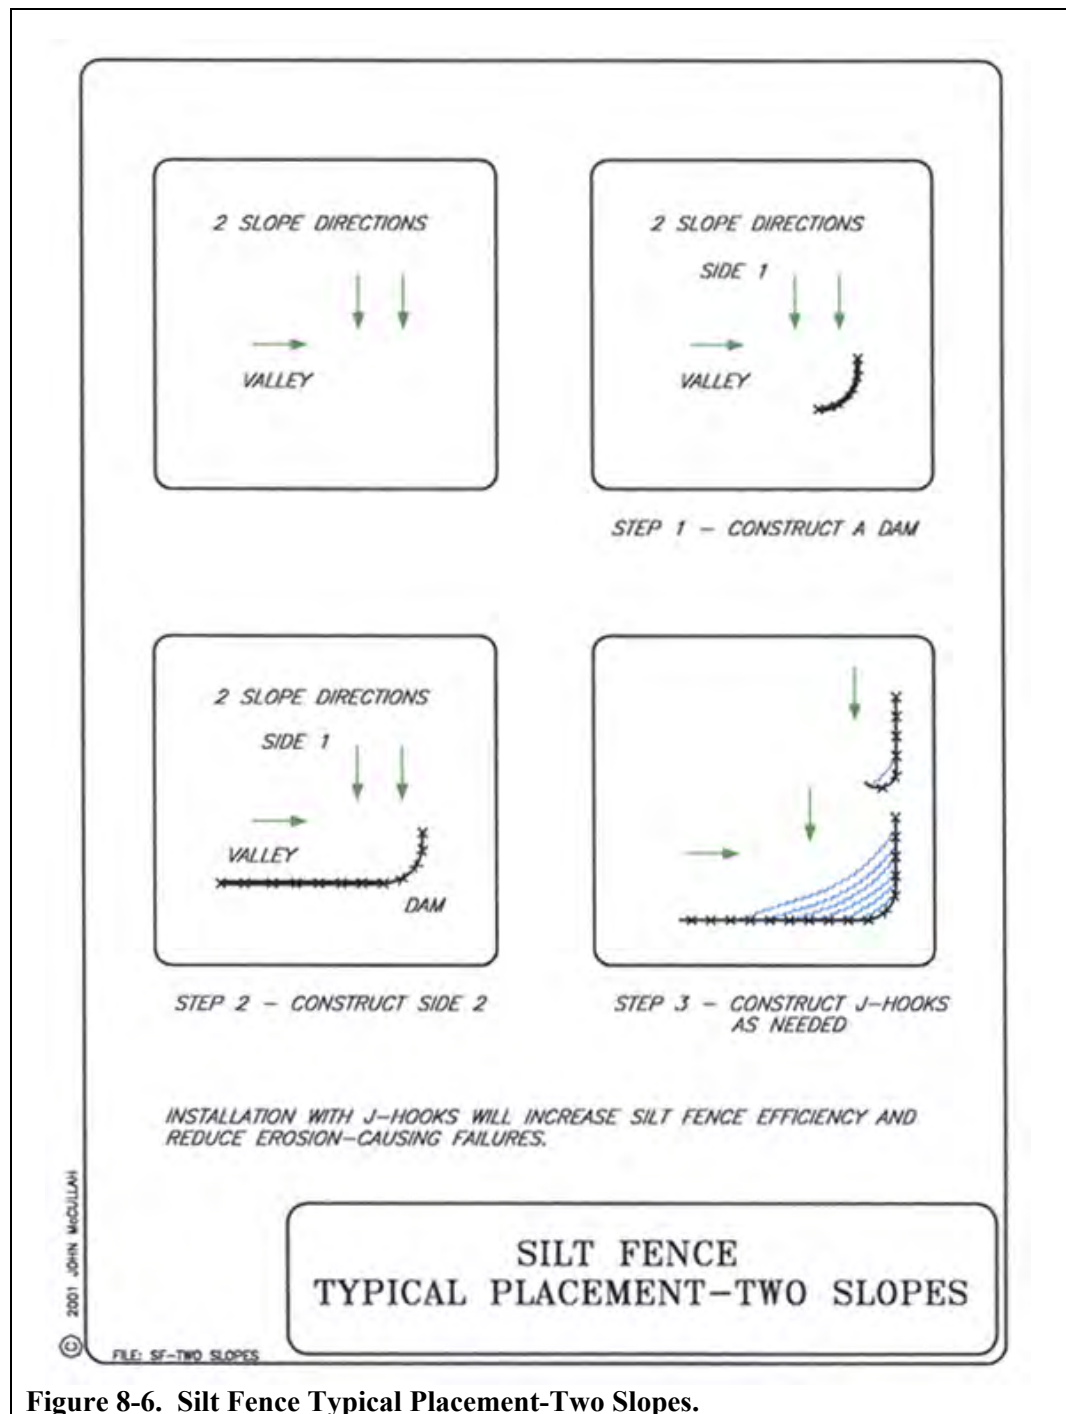 2 SLOPE DIRECTIONS
VALLEY
2 SLOPE DIRECTIONS
SIDE 1
VALLEY
STEP 1 – CONSTRUCT A DAM
2 SLOPE DIRECTIONS
SIDE 1
VALLEY
DAM
STEP 2 – CONSTRUCT SIDE 2
STEP 3 – CONSTRUCT J–HOOKS
AS NEEDED
INSTALLATION WITH J–HOOKS WILL INCREASE SILT FENCE EFFICIENCY AND
REDUCE EROSION–CAUSING FAILURES.
© 2001 JOHN McCULLAH
SILT FENCE
TYPICAL PLACEMENT–TWO SLOPES
FILE: SF–TWO SLOPES
Figure 8-6. Silt Fence Typical Placement-Two Slopes.